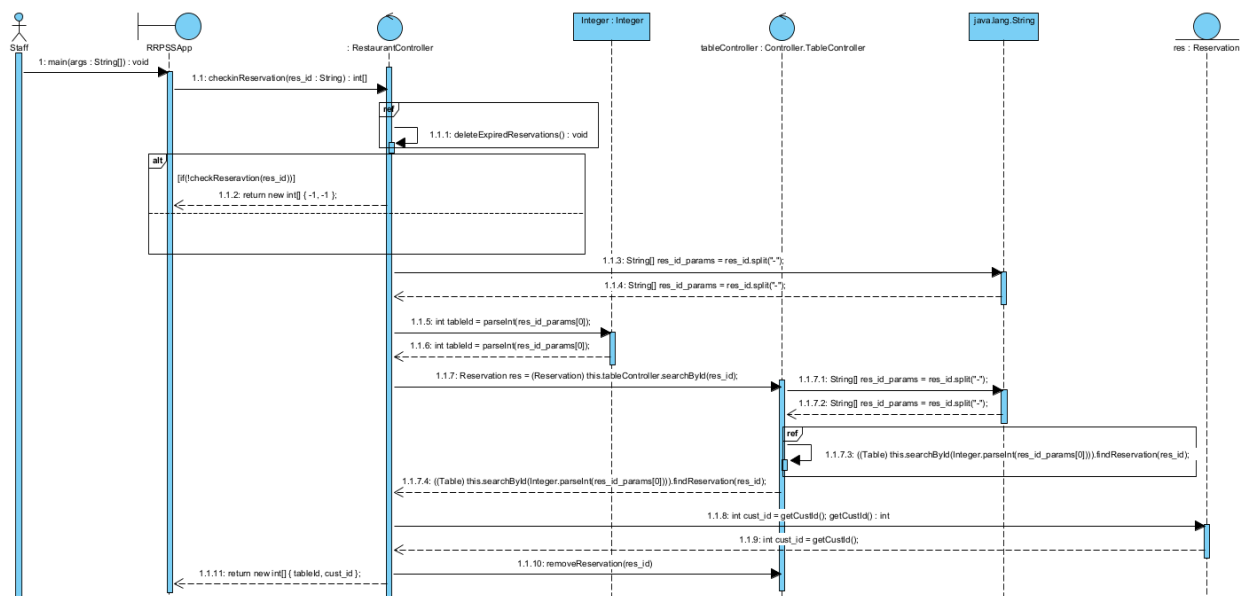 Staff
RRPSSApp
: RestaurantController
Integer : Integer
tableController : Controller.TableController
java.lang.String
res : Reservation
1: main(args : String[]) : void
1.1: checkinReservation(res_id : String) : int[]
ref
1.1.1: deleteExpiredReservations() : void
alt
[if(!checkReseravtion(res_id))]
1.1.2: return new int[] { -1, -1 };
1.1.3: String[] res_id_params = res_id.split("-");
1.1.4: String[] res_id_params = res_id.split("-");
1.1.5: int tableId = parseInt(res_id_params[0]);
1.1.6: int tableId = parseInt(res_id_params[0]);
1.1.7: Reservation res = (Reservation) this.tableController.searchById(res_id);
1.1.7.1: String[] res_id_params = res_id.split("-");
1.1.7.2: String[] res_id_params = res_id.split("-");
ref
1.1.7.3: ((Table) this.searchById(Integer.parseInt(res_id_params[0]))).findReservation(res_id);
1.1.7.4: ((Table) this.searchById(Integer.parseInt(res_id_params[0]))).findReservation(res_id);
1.1.8: int cust_id = getCustId(); getCustId() : int
1.1.9: int cust_id = getCustId();
1.1.10: removeReservation(res_id)
1.1.11: return new int[] { tableId, cust_id };